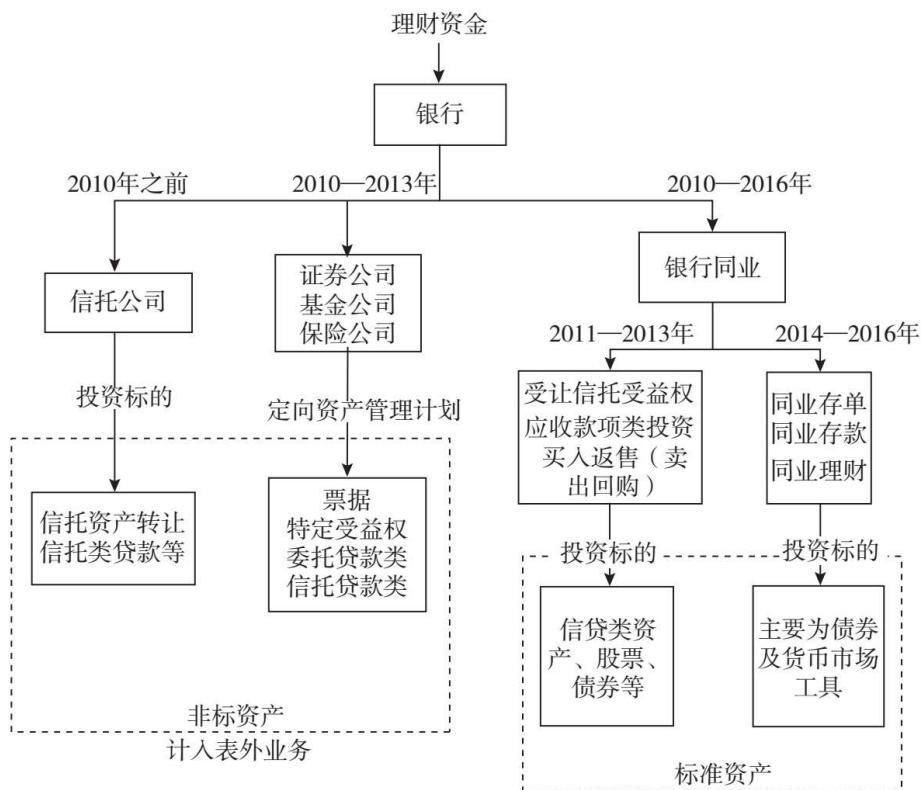 理财资金
银行
2010年之前
2010—2013年
2010—2016年
信托公司
证券公司
基金公司
保险公司
银行同业
2011—2013年
2014—2016年
投资标的
定向资产管理计划
受让信托受益权
应收款项类投资
买入返售（卖
出回购）
同业存单
同业存款
同业理财
信托资产转让
信托类贷款等
票据
特定受益权
委托贷款类
信托贷款类
投资标的
投资标的
信贷类资
产、股票、
债券等
主要为债券
及货币市场
工具
非标资产
计入表外业务
标准资产